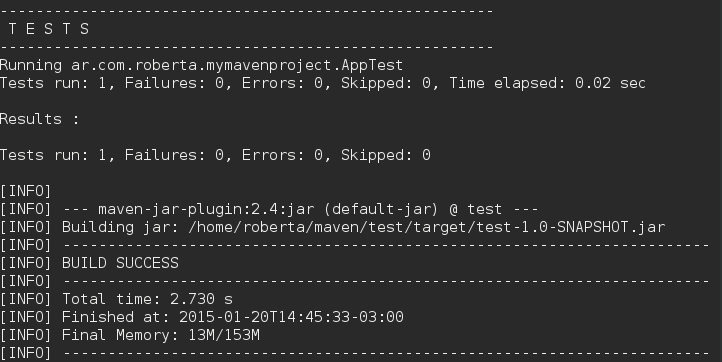 -------------------------------------------------------
 T E S T S
-------------------------------------------------------
Running ar.com.roberta.mymavenproject.AppTest
Tests run: 1, Failures: 0, Errors: 0, Skipped: 0, Time elapsed: 0.02 sec

Results :

Tests run: 1, Failures: 0, Errors: 0, Skipped: 0

[INFO]
[INFO] --- maven-jar-plugin:2.4:jar (default-jar) @ test ---
[INFO] Building jar: /home/roberta/maven/test/target/test-1.0-SNAPSHOT.jar
[INFO] ------------------------------------------------------------------------
[INFO] BUILD SUCCESS
[INFO] ------------------------------------------------------------------------
[INFO] Total time: 2.730 s
[INFO] Finished at: 2015-01-20T14:45:33-03:00
[INFO] Final Memory: 13M/153M
[INFO] ------------------------------------------------------------------------